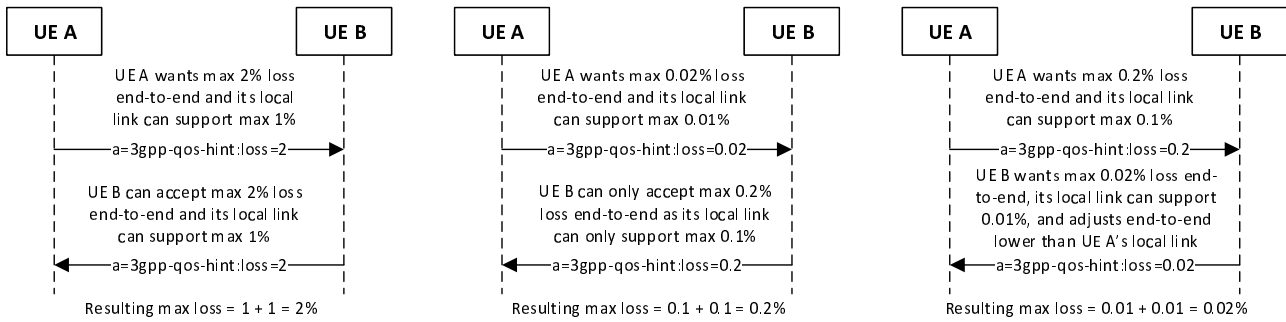 UE A
UE B
UE A wants max 2% loss
end-to-end and its local
link can support max 1%
a=3gpp-qos-hint:loss=2
UE B can accept max 2% loss
end-to-end and its local link
can support max 1%
a=3gpp-qos-hint:loss=2
Resulting max loss = 1 + 1 = 2%
UE A
UE B
UE A wants max 0.02% loss
end-to-end and its local link
can support max 0.01%
a=3gpp-qos-hint:loss=0.02
UE B can only accept max 0.2%
loss end-to-end as its local link
can only support max 0.1%
a=3gpp-qos-hint:loss=0.2
Resulting max loss = 0.1 + 0.1 = 0.2%
UE A
UE B
UE A wants max 0.2% loss
end-to-end and its local link
can support max 0.1%
a=3gpp-qos-hint:loss=0.2
UE B wants max 0.02% loss end-
to-end, its local link can support
0.01%, and adjusts end-to-end
lower than UE A's local link
a=3gpp-qos-hint:loss=0.02
Resulting max loss = 0.01 + 0.01 = 0.02%